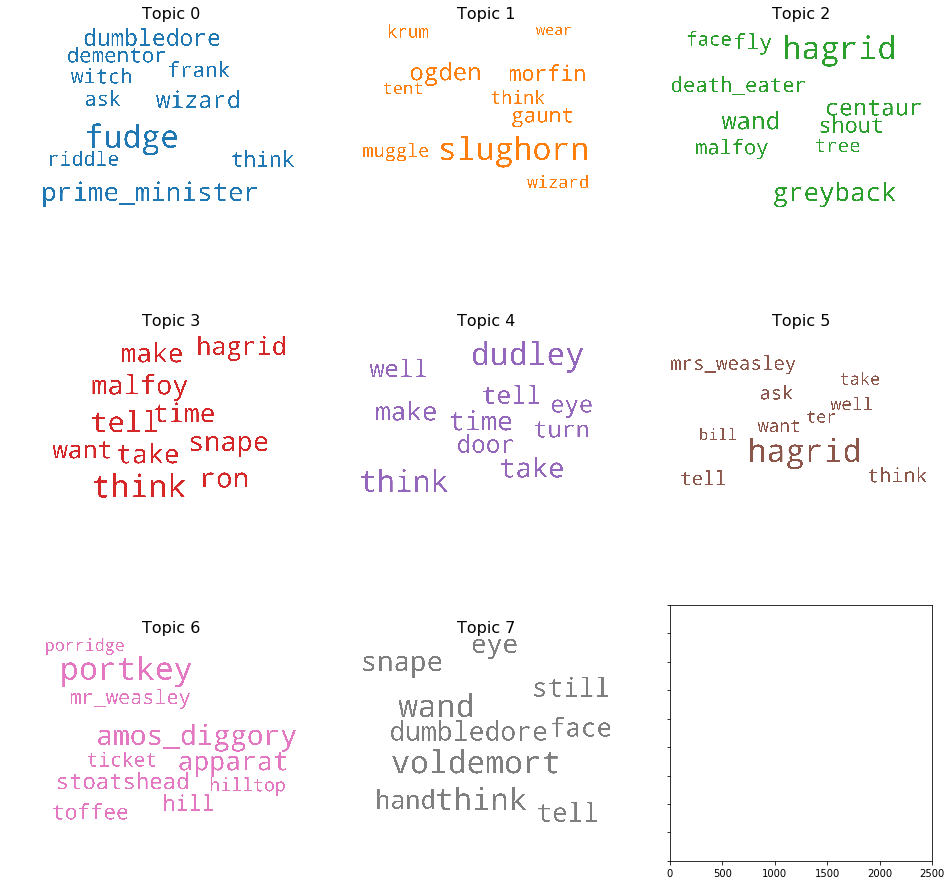 Topic 0
dumbledore
dementor
witch frank
ask wizard
fudge
riddle think
prime_minister
Topic 1
krum wear
ogden morfin
tent think
gaunt
muggle slughorn
wizard
Topic 2
face fly hagrid
death_eater
centaur
wand shout
malfoy tree
greyback
Topic 3
make hagrid
malfoy
tell time
want take snape
think ron
Topic 4
dudley
well
tell eye
make time turn
door
think take
Topic 5
mrs_weasley
ask take
well
bill want ter
hagrid
tell think
Topic 6
porridge
portkey
mr_weasley
amos_diggory
ticket apparat
stoatshead hilltop
toffee hill
Topic 7
eye
snape
still
wand
dumbledore face
voldemort
hand think
tell
0 500 1000 1500 2000 2500